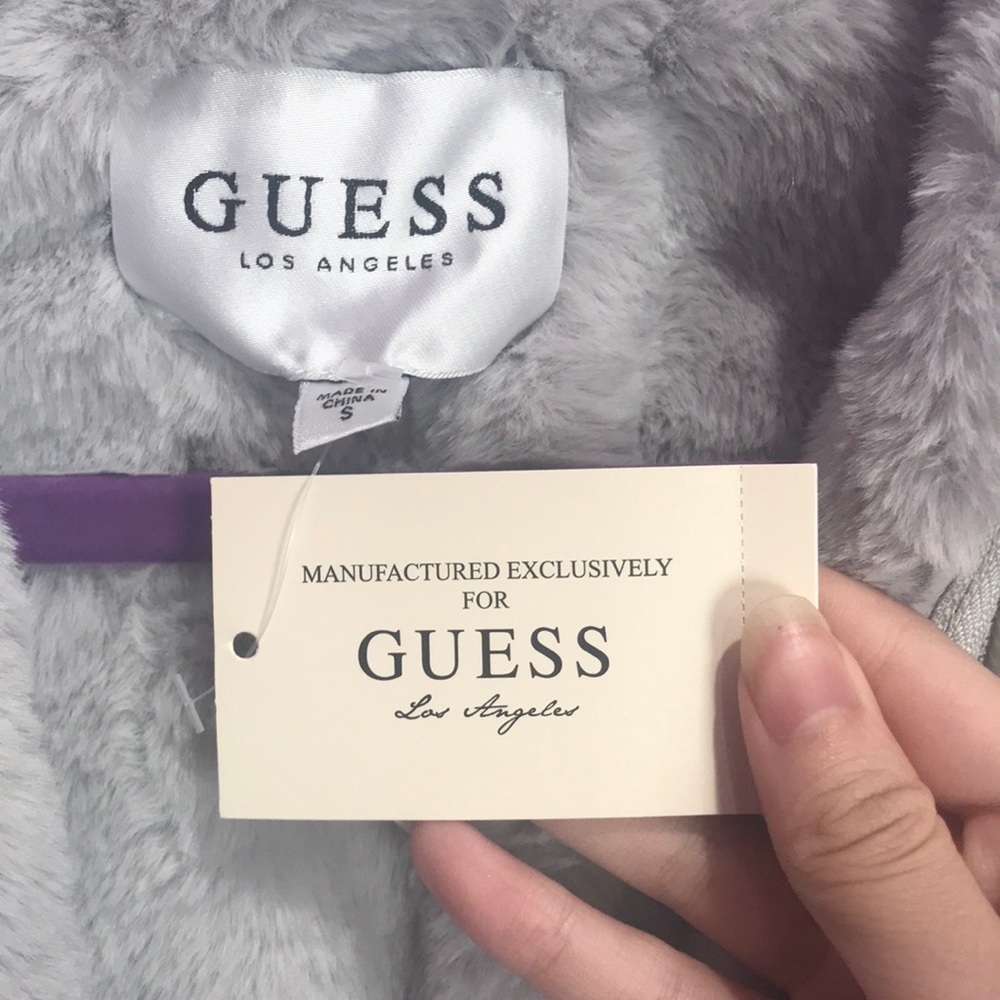 GUESS
LOS ANGELES
MADE IN
CHINA
S
MANUFACTURED EXCLUSIVELY
FOR
GUESS
Los Angeles